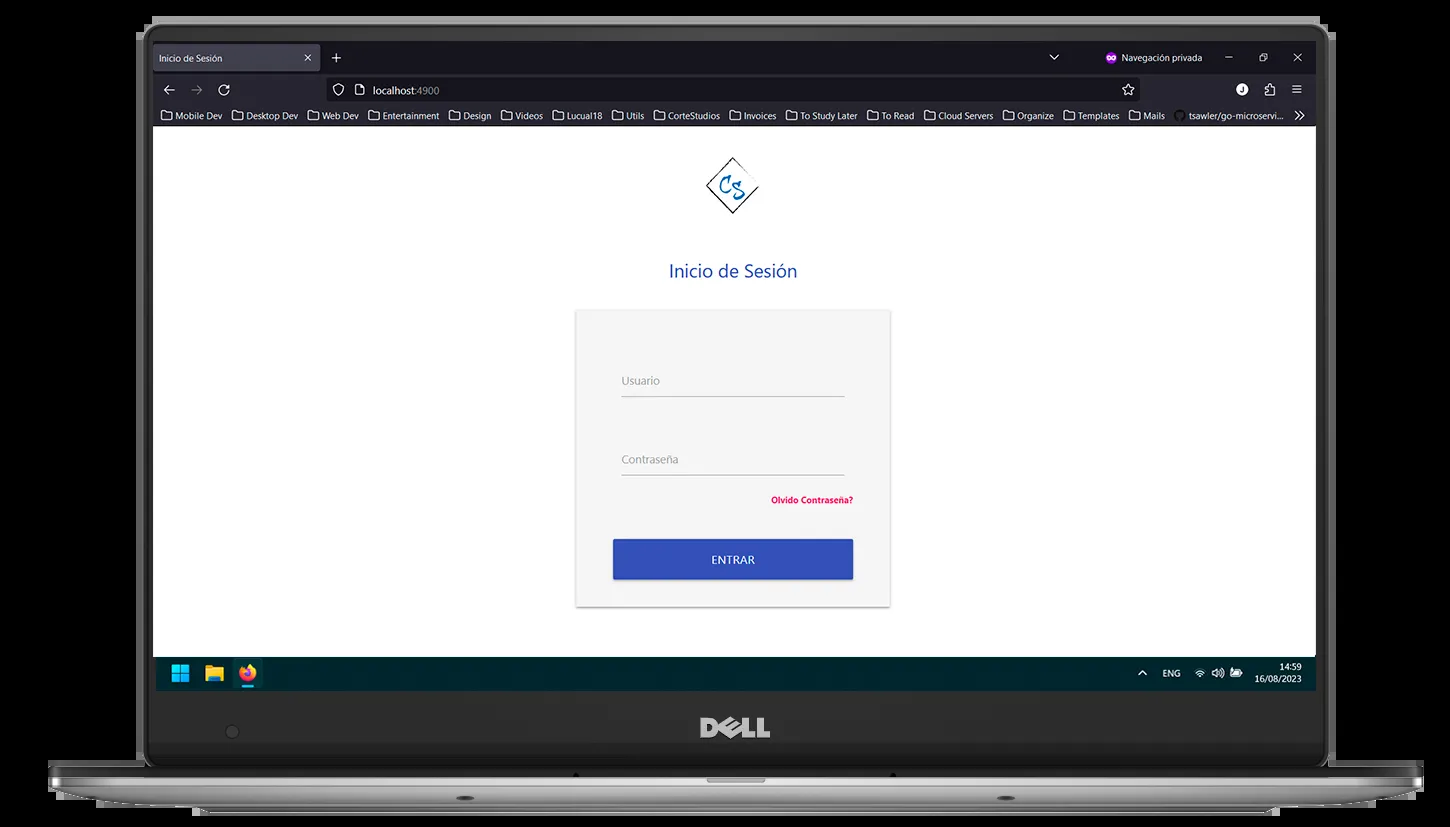 Inicio de Sesión
Navegación privada
localhost:4900
J
Mobile Dev Desktop Dev Web Dev Entertainment Design Videos Lucual18 Utils CorteStudios Invoices To Study Later To Read Cloud Servers Organize Templates Mails tsawler/go-microservi...
CS
Inicio de Sesión
Usuario
Contraseña
Olvido Contraseña?
ENTRAR
ENG
14:59
16/08/2023
DELL